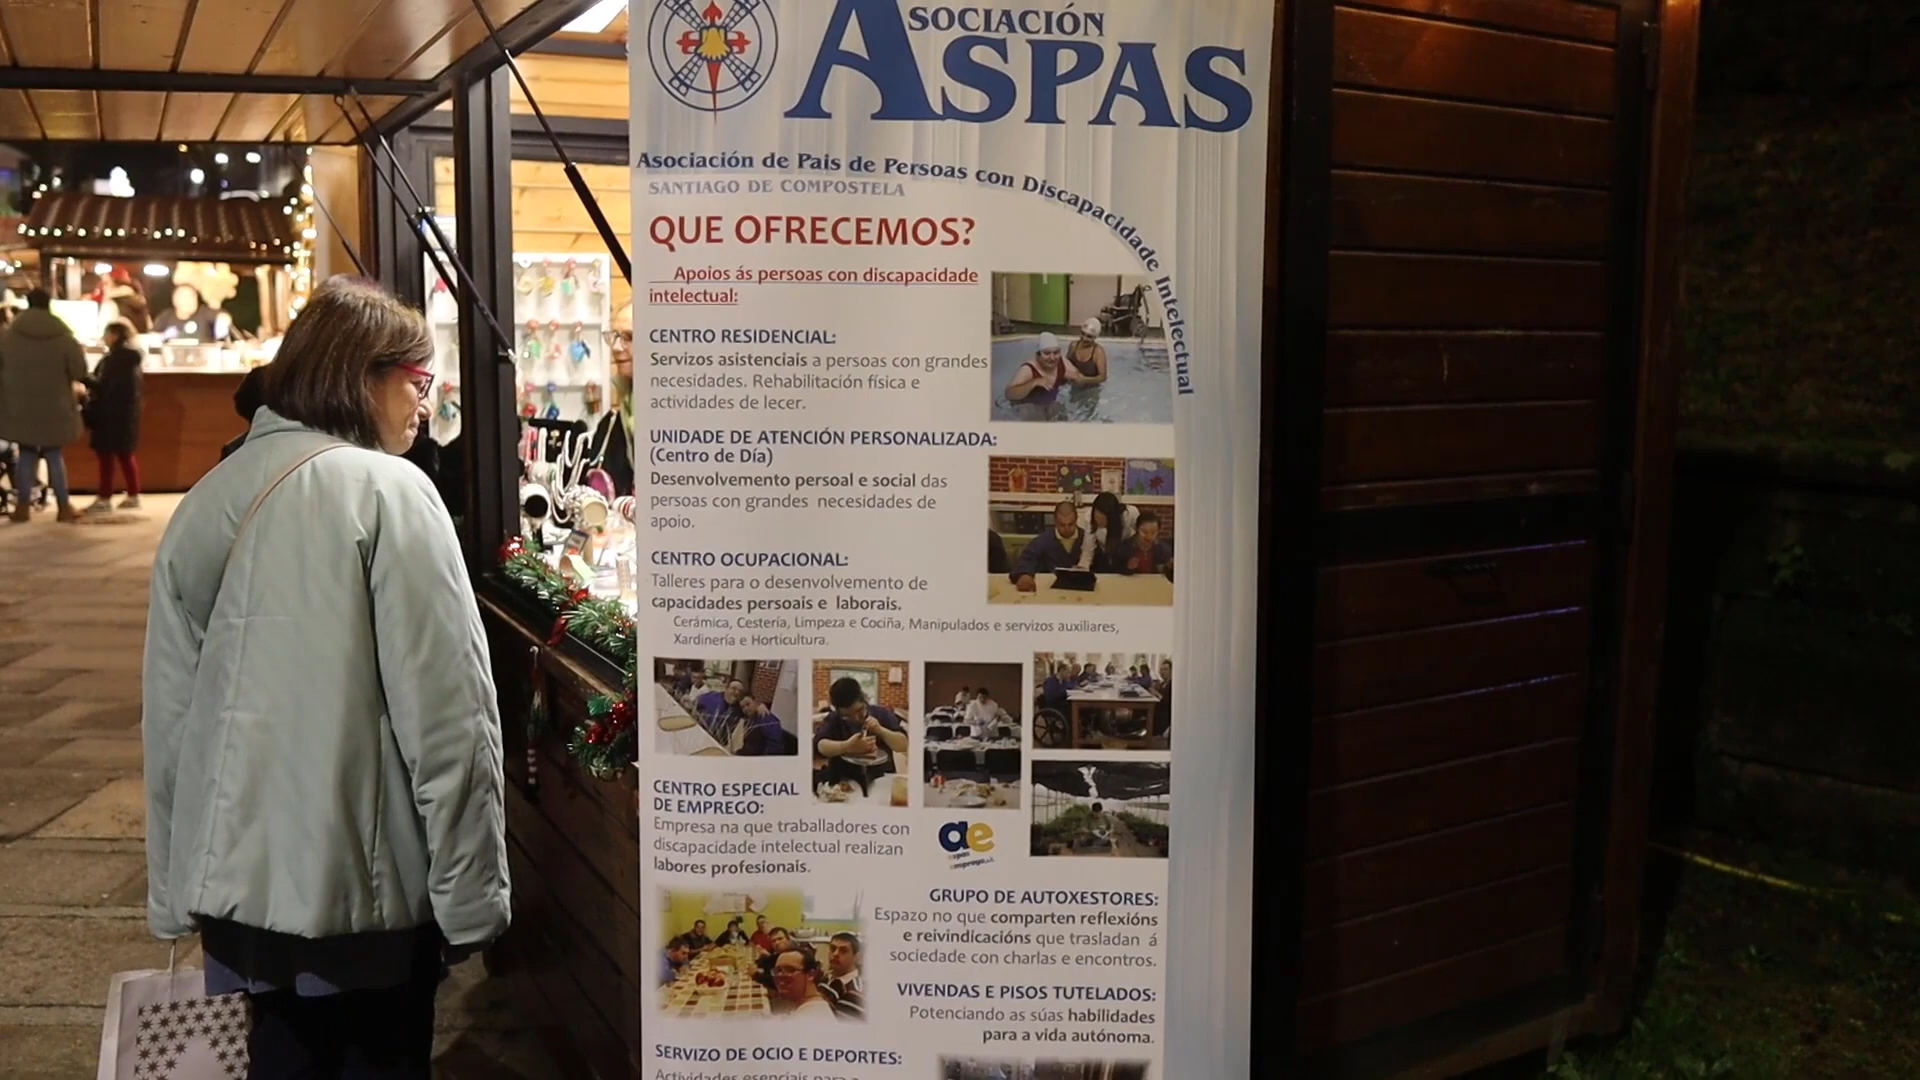 ASOCIACIÓN
ASPAS
Asociación de Pais de Persoas con Discapacidade Intelectual
SANTIAGO DE COMPOSTELA
QUE OFRECEMOS?
Apoios ás persoas con discapacidade
intelectual:
CENTRO RESIDENCIAL:
Servizos asistenciais a persoas con grandes
necesidades. Rehabilitación física e
actividades de lecer.
UNIDADE DE ATENCIÓN PERSONALIZADA:
(Centro de Día)
Desenvolvemento persoal e social das
persoas con grandes necesidades de
apoio.
CENTRO OCUPACIONAL:
Talleres para o desenvolvemento de
capacidades persoais e laborais.
Cerámica, Cestería, Limpeza e Cociña, Manipulados e servizos auxiliares,
Xardinería e Horticultura.
CENTRO ESPECIAL
DE EMPREGO:
Empresa na que traballadores con
discapacidade intelectual realizan
labores profesionais.
ae
aspas
emprego
GRUPO DE AUTOXESTORES:
Espazo no que comparten reflexións
e reivindicacións que trasladan á
sociedade con charlas e encontros.
VIVENDAS E PISOS TUTELADOS:
Potenciando as súas habilidades
para a vida autónoma.
SERVIZO DE OCIO E DEPORTES:
Actividades esenciais para